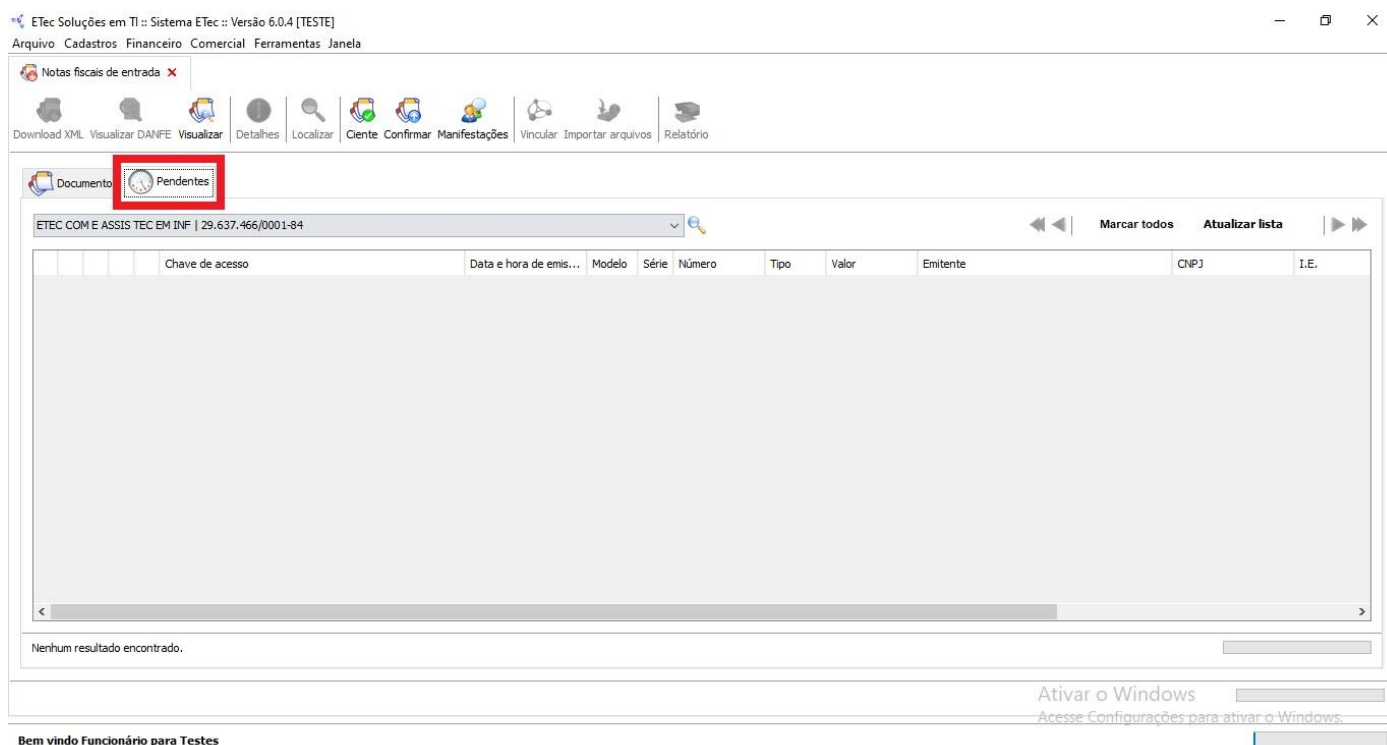 ETec Soluções em TI :: Sistema ETec :: Versão 6.0.4 [TESTE]
Arquivo Cadastros Financeiro Comercial Ferramentas Janela
Notas fiscais de entrada
Download XML Visualizar DANFE Visualizar Detalhes Localizar Ciente Confirmar Manifestações Vincular Importar arquivos Relatório
Documento Pendentes
ETEC COM E ASSIS TEC EM INF | 29.637.466/0001-84 Marcar todos Atualizar lista
Chave de acesso Data e hora de emis... Modelo Série Número Tipo Valor Emitente CNPJ I.E.
Nenhum resultado encontrado.
Ativar o Windows
Acesse Configurações para ativar o Windows.
Bem vindo Funcionário para Testes